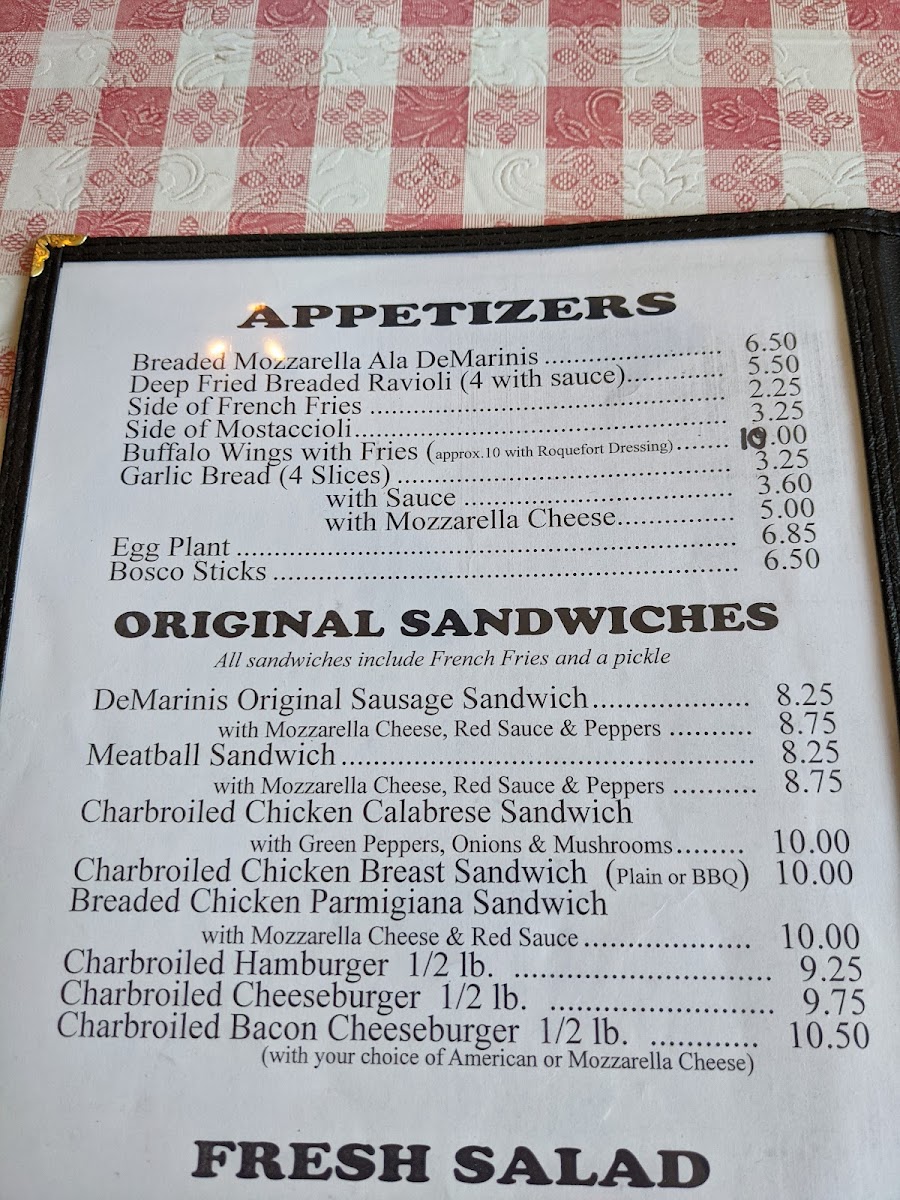 APPETIZERS
Breaded Mozzarella Ala DeMarinis ........................ 6.50
Deep Fried Breaded Ravioli (4 with sauce)............. 5.50
Side of French Fries .................................................. 2.25
Side of Mostaccioli.................................................... 3.25
Buffalo Wings with Fries (approx.10 with Roquefort Dressing) ....... 10.00
Garlic Bread (4 Slices) ............................................... 3.25
with Sauce ..................................... 3.60
with Mozzarella Cheese................ 5.00
Egg Plant ..................................................................... 6.85
Bosco Sticks ................................................................ 6.50
ORIGINAL SANDWICHES
All sandwiches include French Fries and a pickle
DeMarinis Original Sausage Sandwich................... 8.25
with Mozzarella Cheese, Red Sauce & Peppers .......... 8.75
Meatball Sandwich.................................................. 8.25
with Mozzarella Cheese, Red Sauce & Peppers .......... 8.75
Charbroiled Chicken Calabrese Sandwich
with Green Peppers, Onions & Mushrooms........ 10.00
Charbroiled Chicken Breast Sandwich (Plain or BBQ) 10.00
Breaded Chicken Parmigiana Sandwich
with Mozzarella Cheese & Red Sauce ................... 10.00
Charbroiled Hamburger 1/2 lb. ............................. 9.25
Charbroiled Cheeseburger 1/2 lb. ......................... 9.75
Charbroiled Bacon Cheeseburger 1/2 lb. ............ 10.50
(with your choice of American or Mozzarella Cheese)
FRESH SALAD